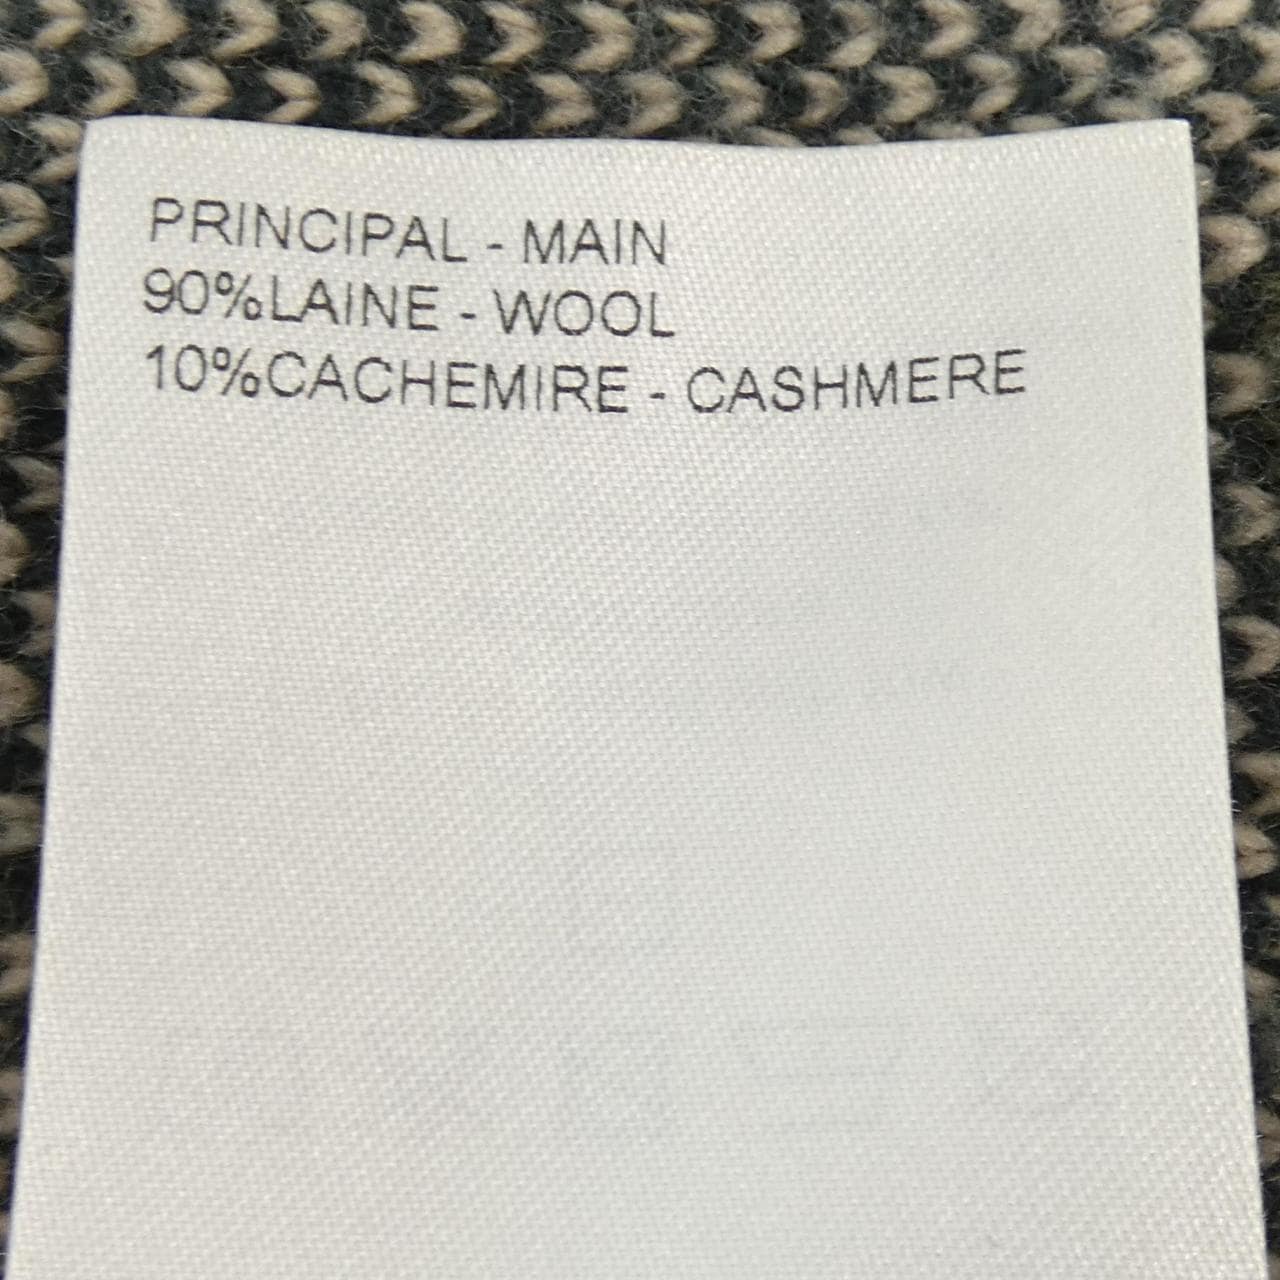 PRINCIPAL - MAIN
90%LAINE - WOOL
10%CACHEMIRE - CASHMERE